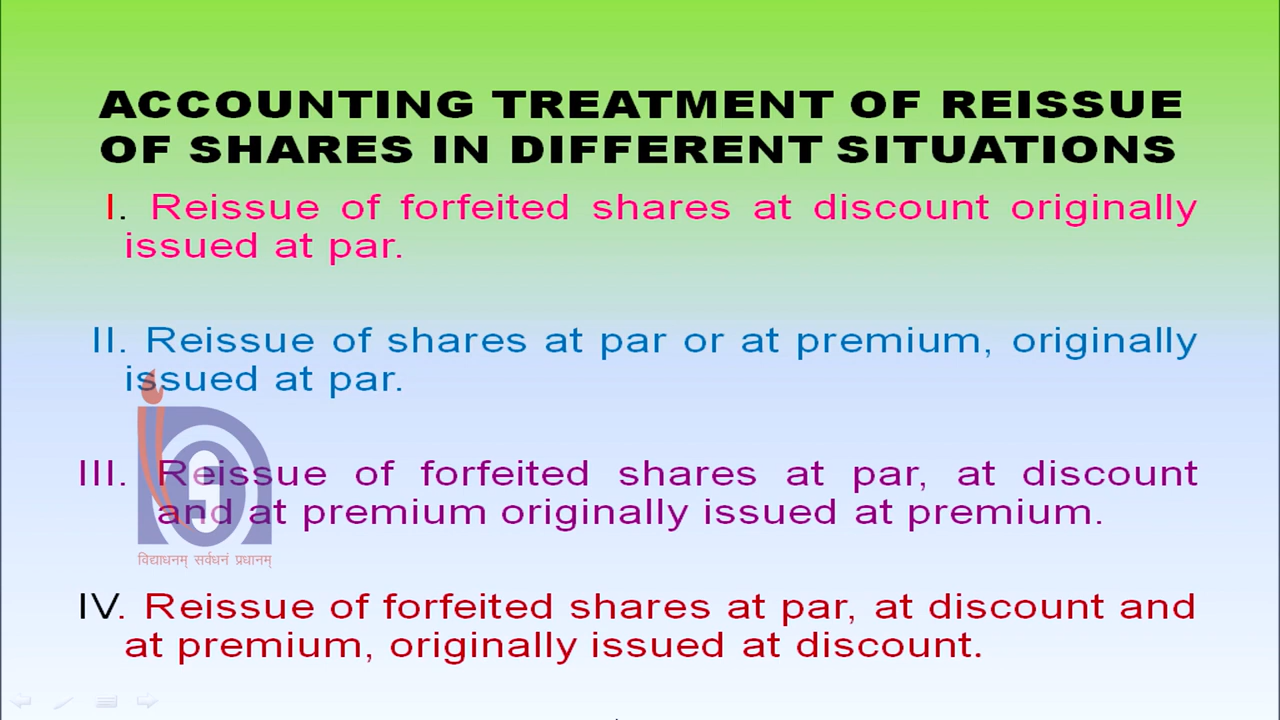 ACCOUNTING TREATMENT OF REISSUE
OF SHARES IN DIFFERENT SITUATIONS
I. Reissue of forfeited shares at discount originally
issued at par.
II. Reissue of shares at par or at premium, originally
issued at par.
III. Reissue of forfeited shares at par, at discount
and at premium originally issued at premium.
विद्याधनम् सर्वधनं प्रधानम्
IV. Reissue of forfeited shares at par, at discount and
at premium, originally issued at discount.